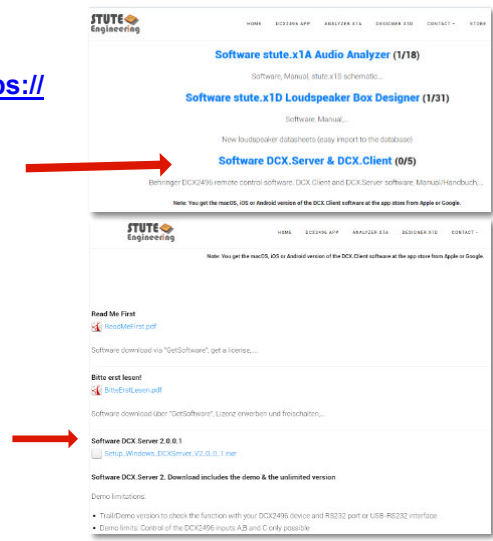 STUTE
Engineering
HOME DCX2496 APP ANALYZER X1A DESIGNER X1D CONTACT STORE
ps://
Software stute.x1A Audio Analyzer (1/18)
Software, Manual, stute.x1S schematic...
Software stute.x1D Loudspeaker Box Designer (1/31)
Software, Manual,...
New loudspeaker datasheets (easy import to the database)
Software DCX.Server & DCX.Client (0/5)
Behringer DCX2496 remote control software. DCX.Client and DCX.Server software, Manual/Handbuch,...
Note: You get the macOS, iOS or Android version of the DCX.Client software at the app store from Apple or Google.
STUTE
Engineering
HOME DCX2496 APP ANALYZER X1A DESIGNER X1D CONTACT
Note: You get the macOS, iOS or Android version of the DCX.Client software at the app store from Apple or Google.
Read Me First
ReadMeFirst.pdf
Software download via "GetSoftware", get a license,...
Bitte erst lesen!
BitteErstLesen.pdf
Software download über "GetSoftware", Lizenz erwerben und freischalten,...
Software DCX.Server 2.0.0.1
Setup_Windows_DCXServer_V2_0_0_1.exe
Software DCX.Server 2. Download includes the demo & the unlimited version
Demo limitations:
• Trail/Demo version to check the function with your DCX2496 device and RS232 port or USB-RS232 interface
• Demo limits: Control of the DCX2496 inputs A,B and C only possible